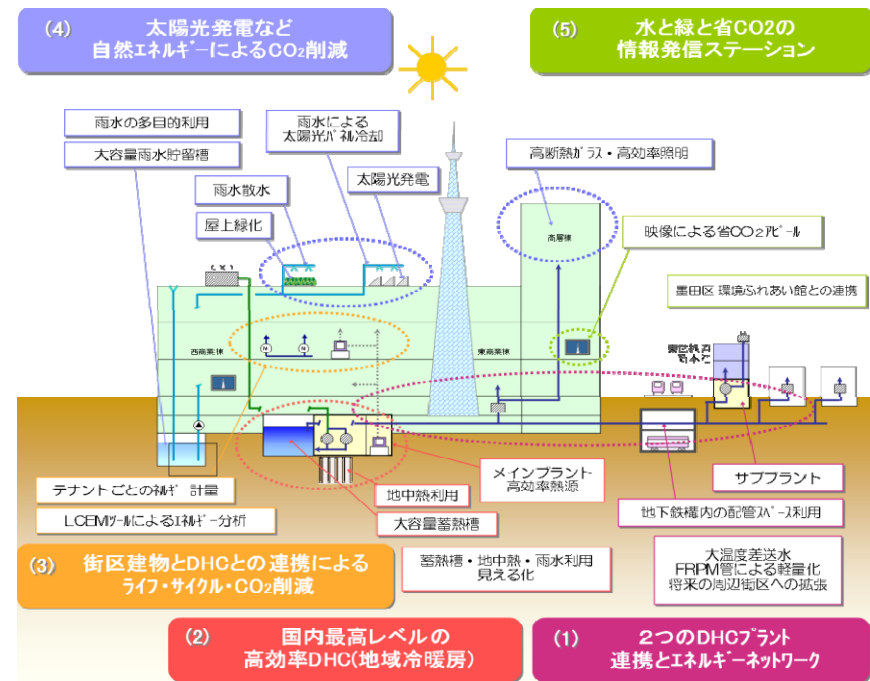 (4) 太陽光発電など
自然エネルギーによるCO₂削減
(5) 水と緑と省CO2の
情報発信ステーション
雨水の多目的利用
大容量雨水貯留槽
雨水による
太陽光パネル冷却
雨水散水
太陽光発電
屋上緑化
高断熱ガラス・高効率照明
高層棟
映像による省CO₂アピール
墨田区 環境ふれあい館との連携
西商業棟
東商業棟
メインプラント
高効率熱源
サブプラント
地中熱利用
大容量蓄熱槽
地下鉄構内の配管スペース利用
テナントごとのエネルギー計量
LCEMツールによるエネルギー分析
蓄熱槽・地中熱・雨水利用
見える化
大温度差送水
FRPM管による軽量化
将来の周辺街区への拡張
(3) 街区建物とDHCとの連携による
ライフ・サイクル・CO₂削減
(2) 国内最高レベルの
高効率DHC(地域冷暖房)
(1) 2つのDHCプラント
連携とエネルギーネットワーク